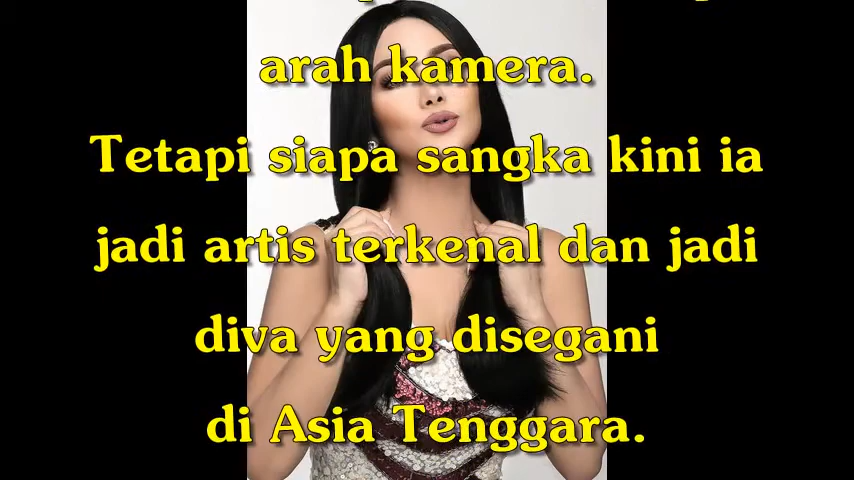 arah kamera.
Tetapi siapa sangka kini ia
jadi artis terkenal dan jadi
diva yang disegani
di Asia Tenggara.